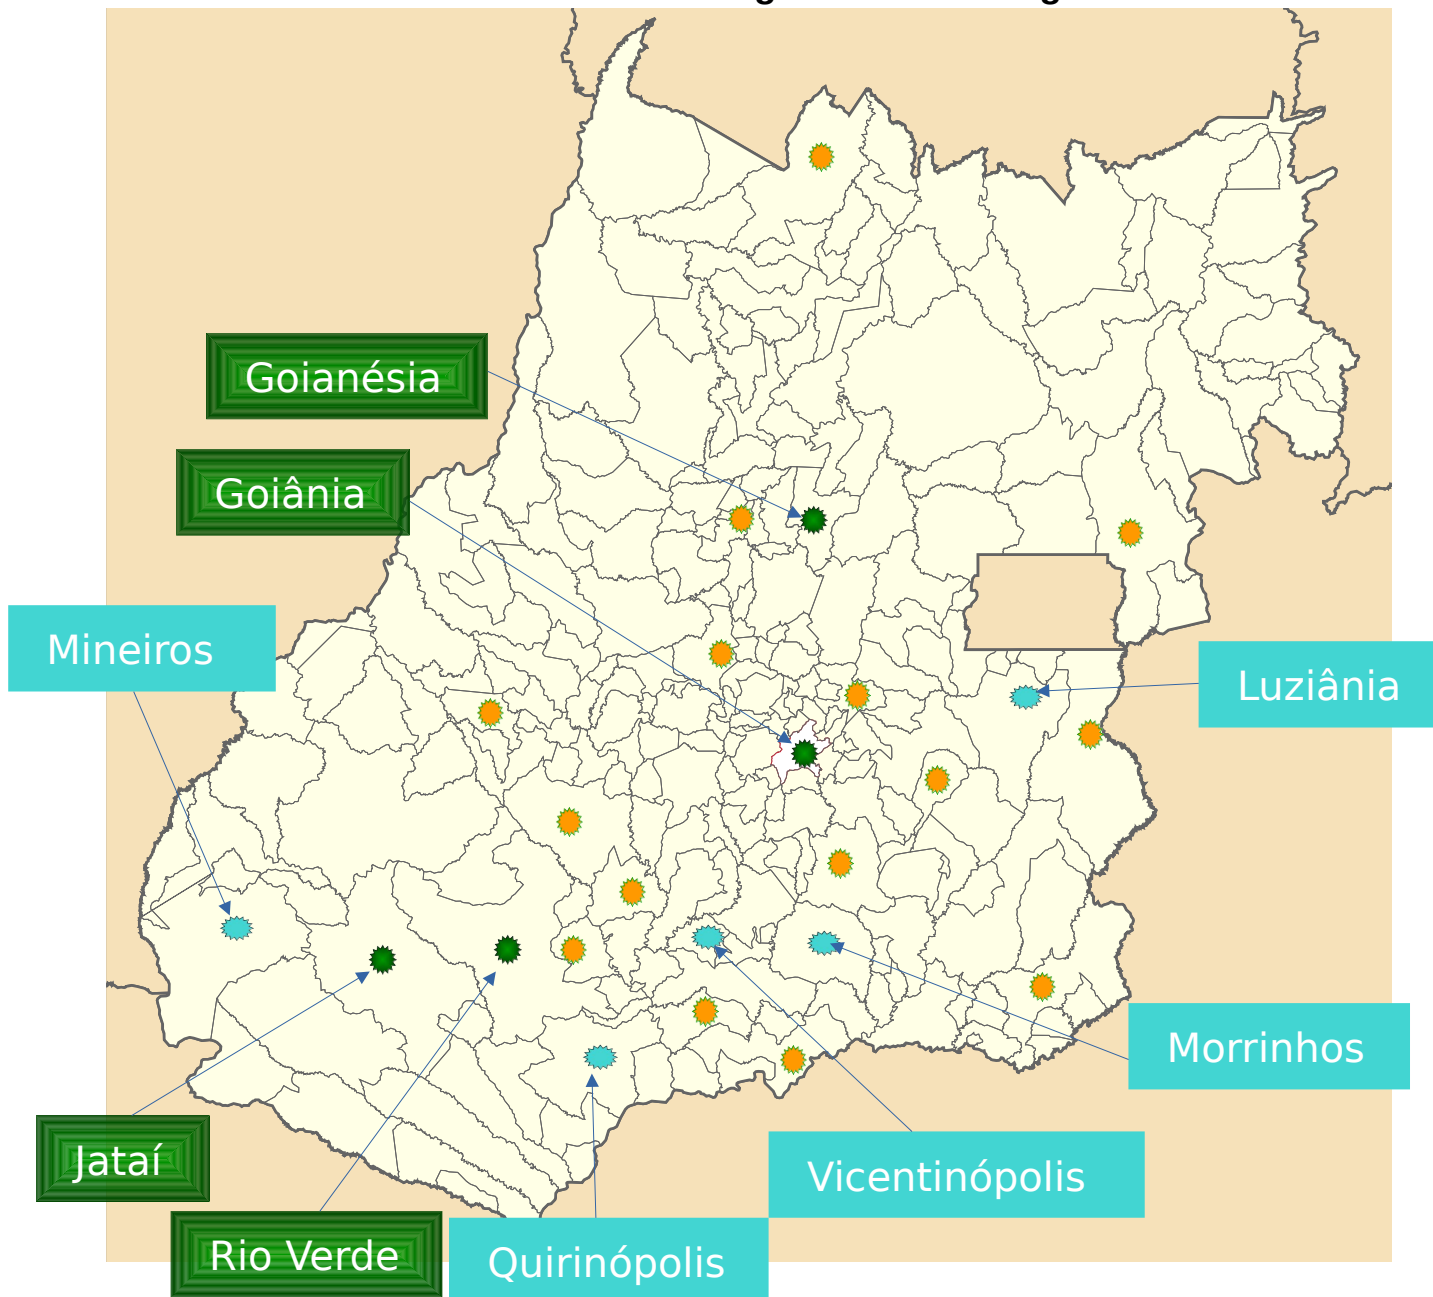 Goianésia
Goiânia
Mineiros
Luziânia
Morrinhos
Jataí
Vicentinópolis
Rio Verde
Quirinópolis